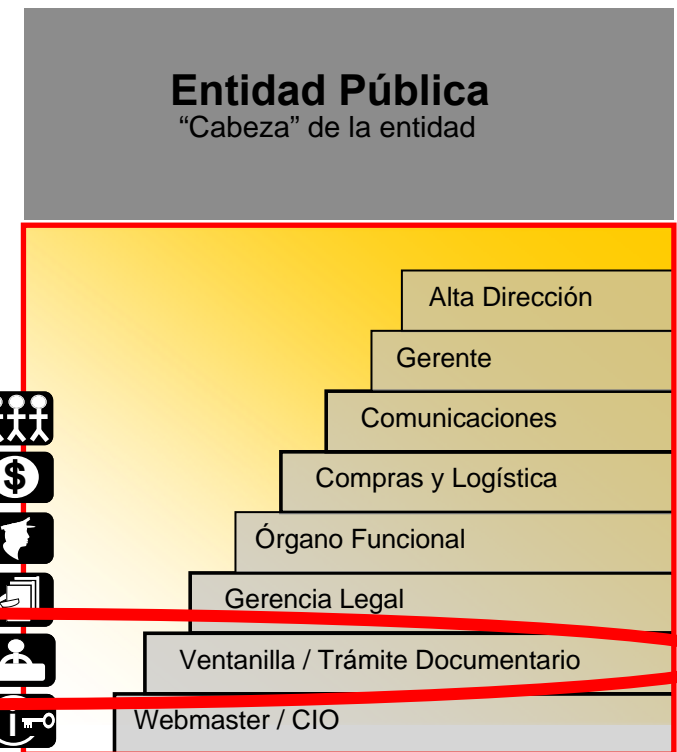 Entidad Pública
“Cabeza” de la entidad
Alta Dirección
Gerente
Comunicaciones
$
Compras y Logística
Órgano Funcional
Gerencia Legal
Ventanilla / Trámite Documentario
i
Webmaster / CIO